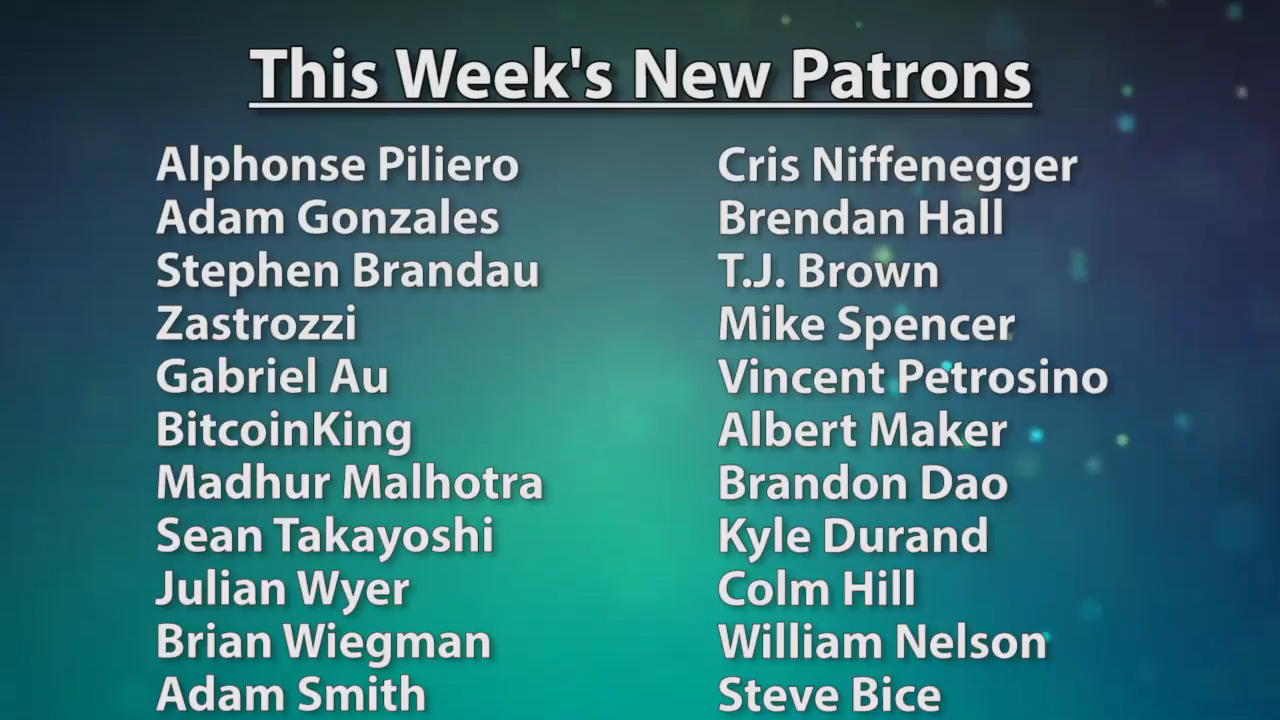 This Week's New Patrons
Alphonse Piliero
Adam Gonzales
Stephen Brandau
Zastrozzi
Gabriel Au
BitcoinKing
Madhur Malhotra
Sean Takayoshi
Julian Wyer
Brian Wiegman
Adam Smith
Cris Niffenegger
Brendan Hall
T.J. Brown
Mike Spencer
Vincent Petrosino
Albert Maker
Brandon Dao
Kyle Durand
Colm Hill
William Nelson
Steve Bice